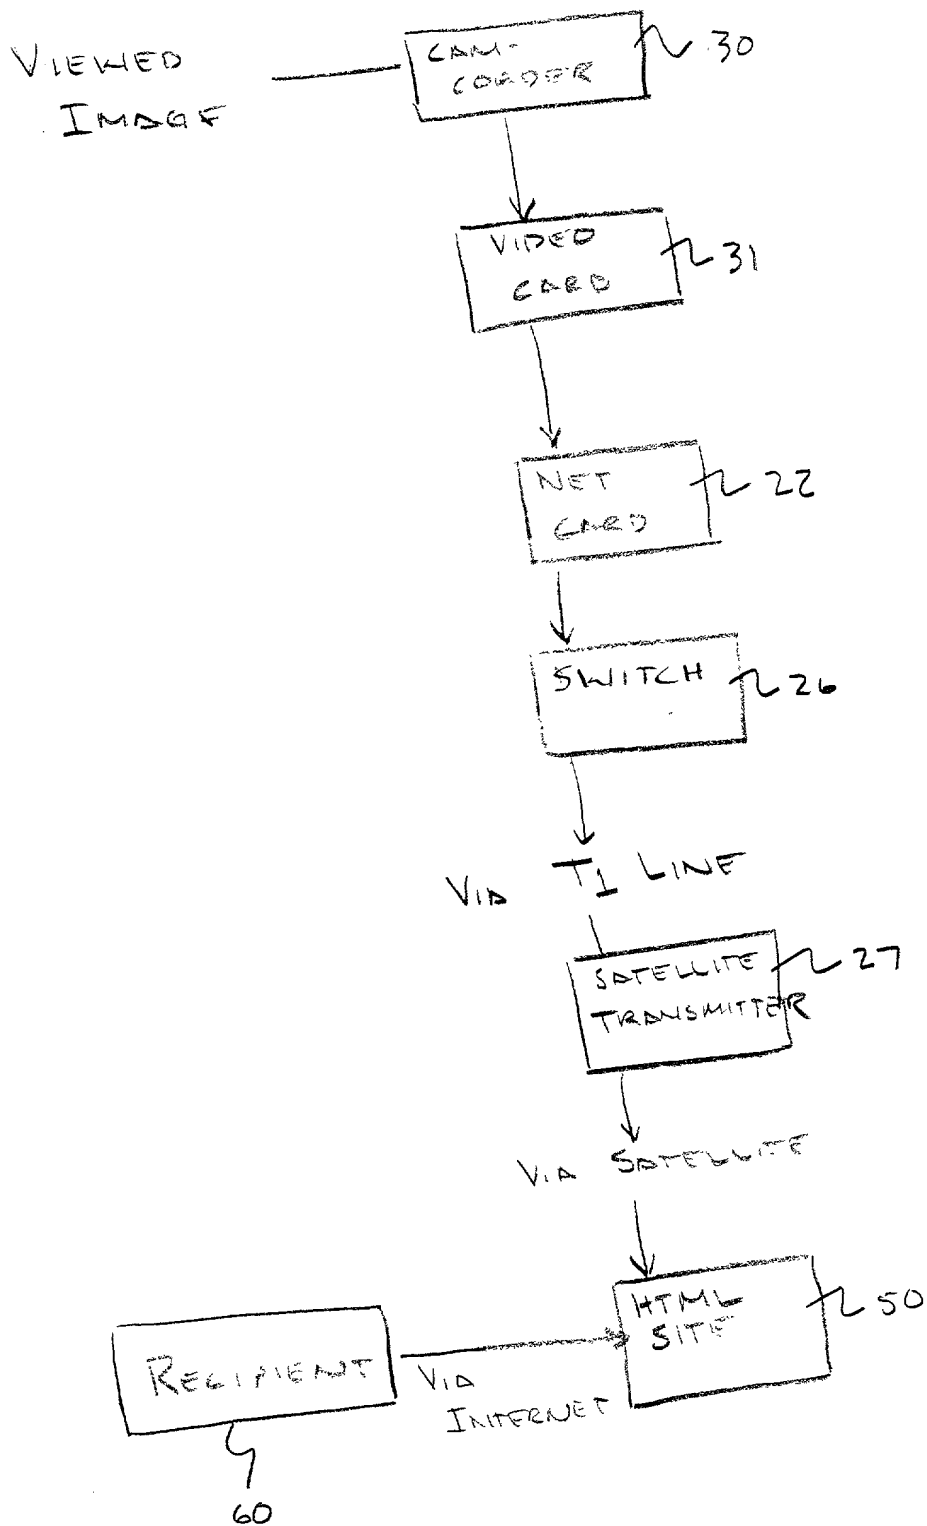 VIEWED
IMAGE
CAM-
CORDER
30
VIDEO
CARD
31
NET
CARD
22
SWITCH
26
VIA T1 LINE
SATELLITE
TRANSMITTER
27
VIA SATELLITE
HTML
SITE
50
RECIPIENT
VIA
INTERNET
60